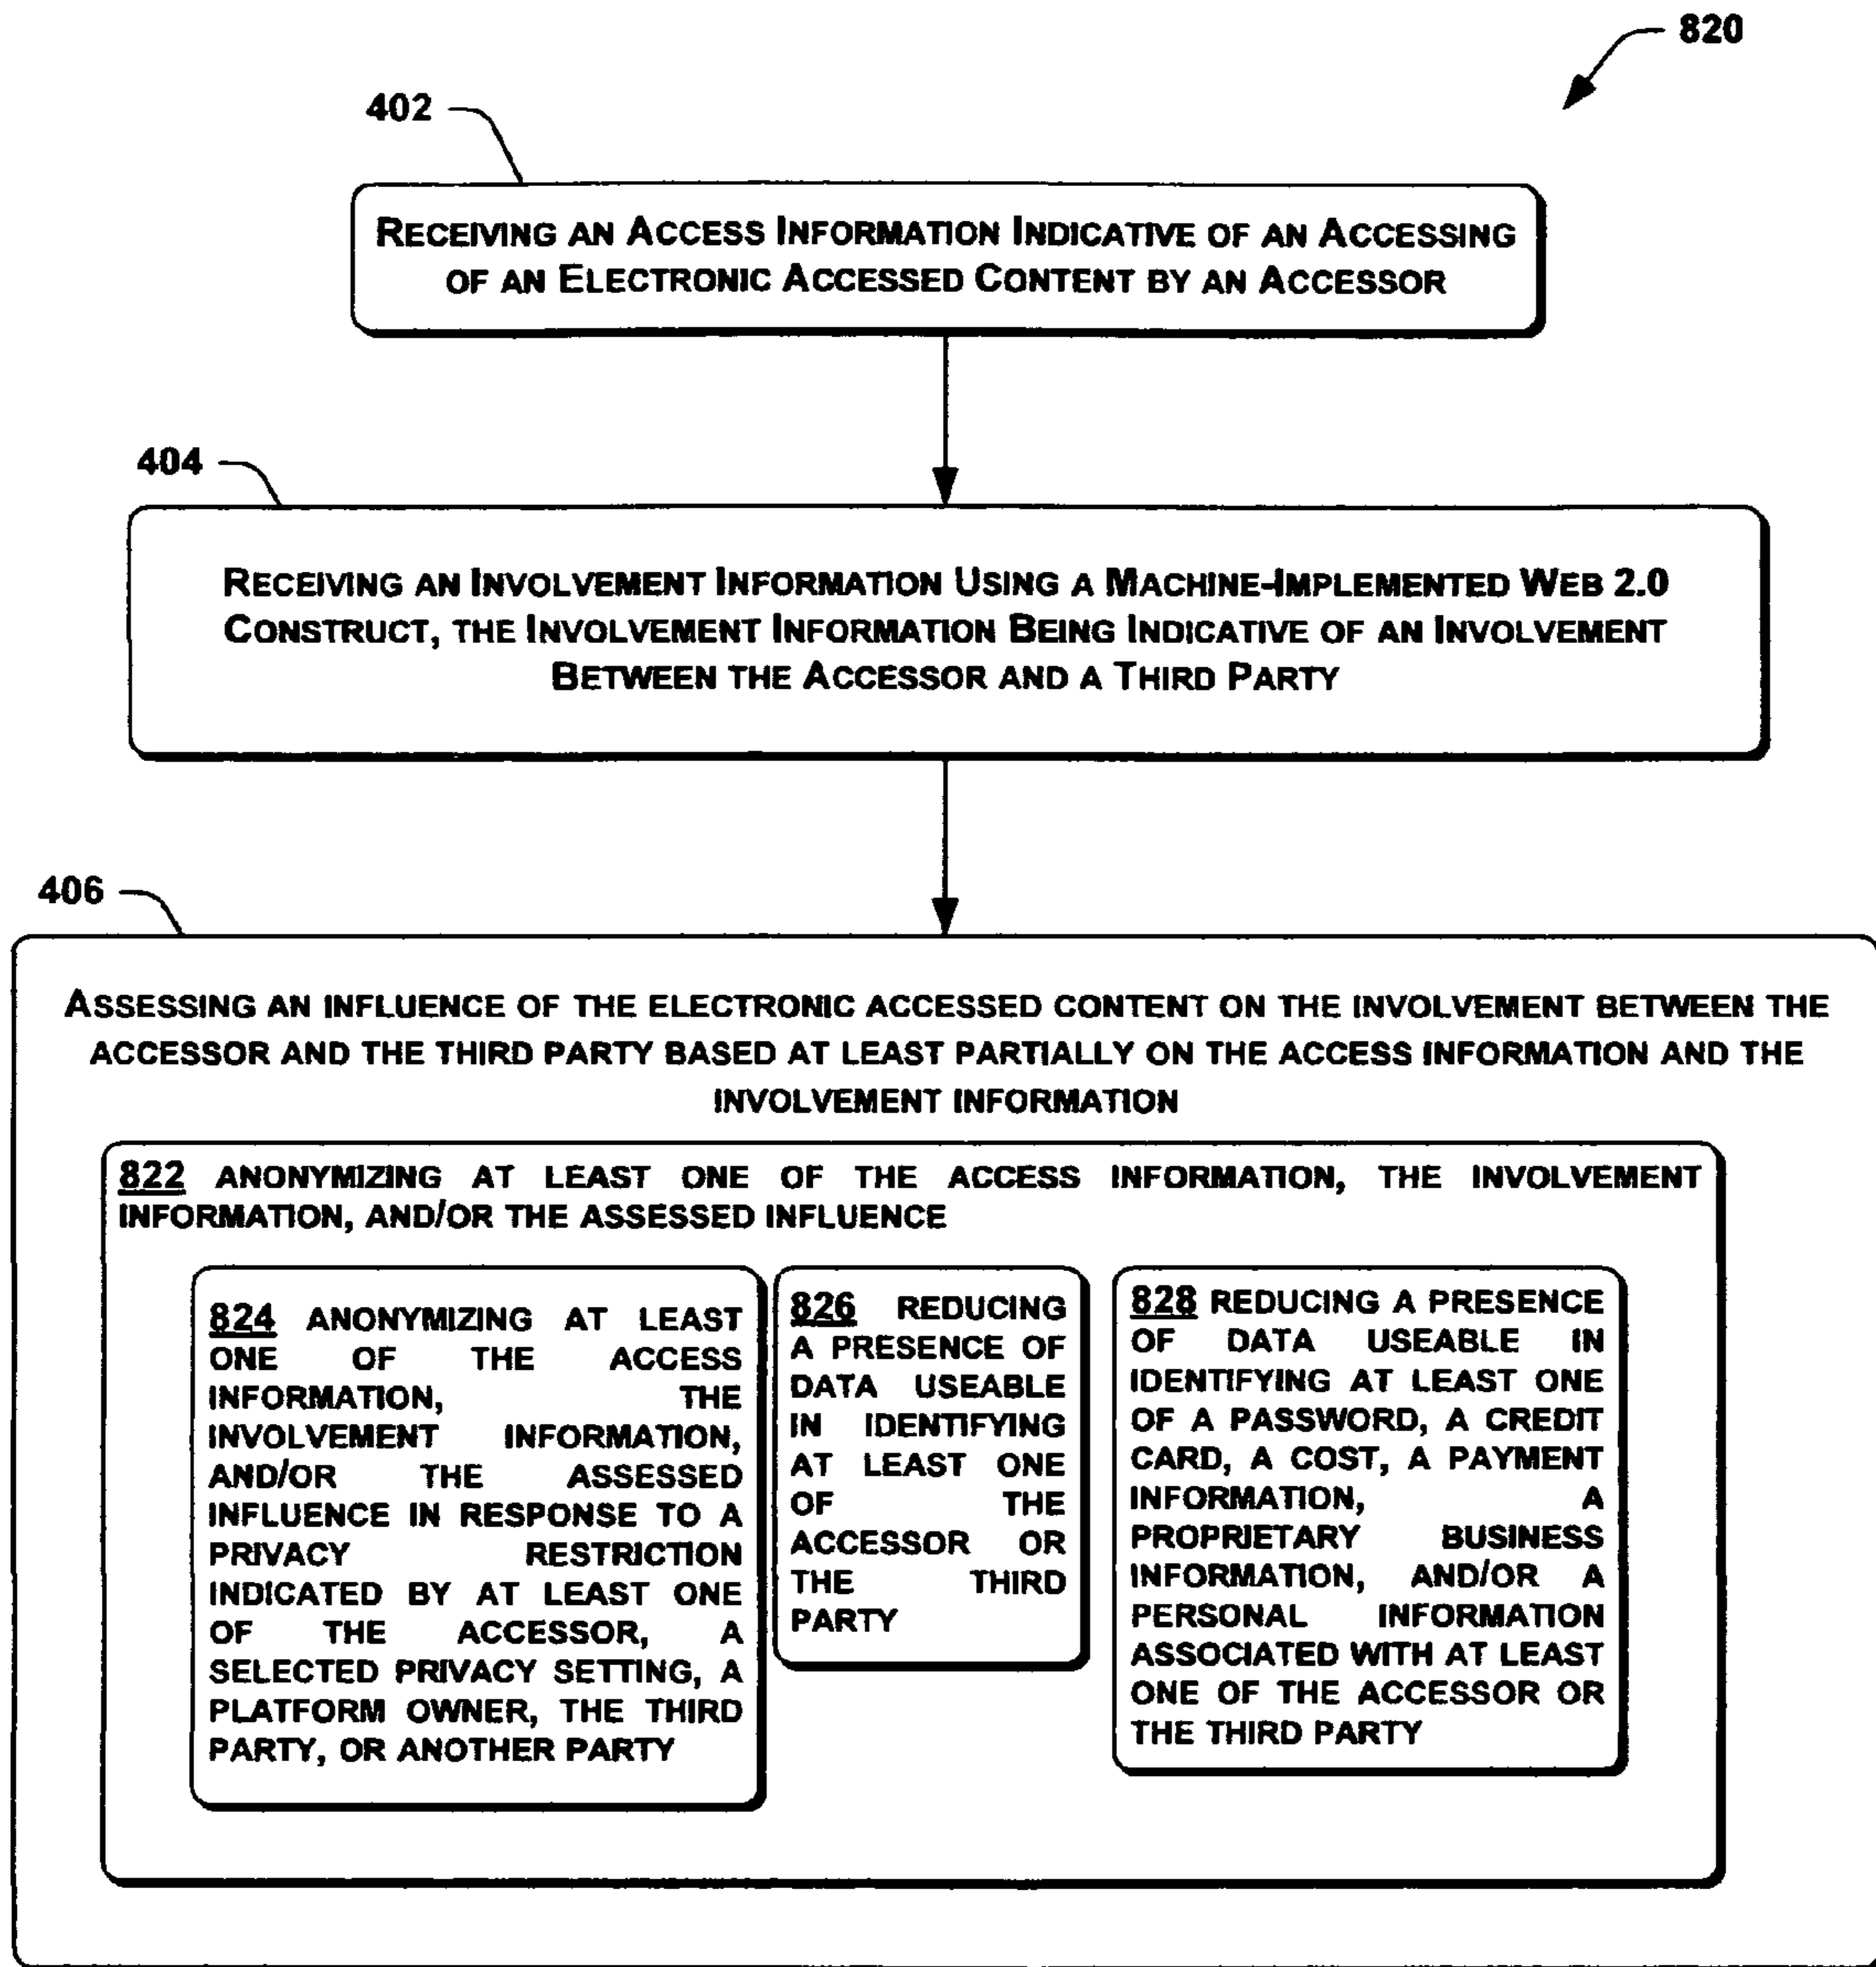 820
402
RECEIVING AN ACCESS INFORMATION INDICATIVE OF AN ACCESSING
OF AN ELECTRONIC ACCESSED CONTENT BY AN ACCESSOR
404
RECEIVING AN INVOLVEMENT INFORMATION USING A MACHINE-IMPLEMENTED WEB 2.0
CONSTRUCT, THE INVOLVEMENT INFORMATION BEING INDICATIVE OF AN INVOLVEMENT
BETWEEN THE ACCESSOR AND A THIRD PARTY
406
ASSESSING AN INFLUENCE OF THE ELECTRONIC ACCESSED CONTENT ON THE INVOLVEMENT BETWEEN THE
ACCESSOR AND THE THIRD PARTY BASED AT LEAST PARTIALLY ON THE ACCESS INFORMATION AND THE
INVOLVEMENT INFORMATION
822 ANONYMIZING AT LEAST ONE OF THE ACCESS INFORMATION, THE INVOLVEMENT
INFORMATION, AND/OR THE ASSESSED INFLUENCE
824 ANONYMIZING AT LEAST
ONE OF THE ACCESS
INFORMATION, THE
INVOLVEMENT INFORMATION,
AND/OR THE ASSESSED
INFLUENCE IN RESPONSE TO A
PRIVACY RESTRICTION
INDICATED BY AT LEAST ONE
OF THE ACCESSOR, A
SELECTED PRIVACY SETTING, A
PLATFORM OWNER, THE THIRD
PARTY, OR ANOTHER PARTY
826 REDUCING
A PRESENCE OF
DATA USEABLE
IN IDENTIFYING
AT LEAST ONE
OF THE
ACCESSOR OR
THE THIRD
PARTY
828 REDUCING A PRESENCE
OF DATA USEABLE IN
IDENTIFYING AT LEAST ONE
OF A PASSWORD, A CREDIT
CARD, A COST, A PAYMENT
INFORMATION, A
PROPRIETARY BUSINESS
INFORMATION, AND/OR A
PERSONAL INFORMATION
ASSOCIATED WITH AT LEAST
ONE OF THE ACCESSOR OR
THE THIRD PARTY